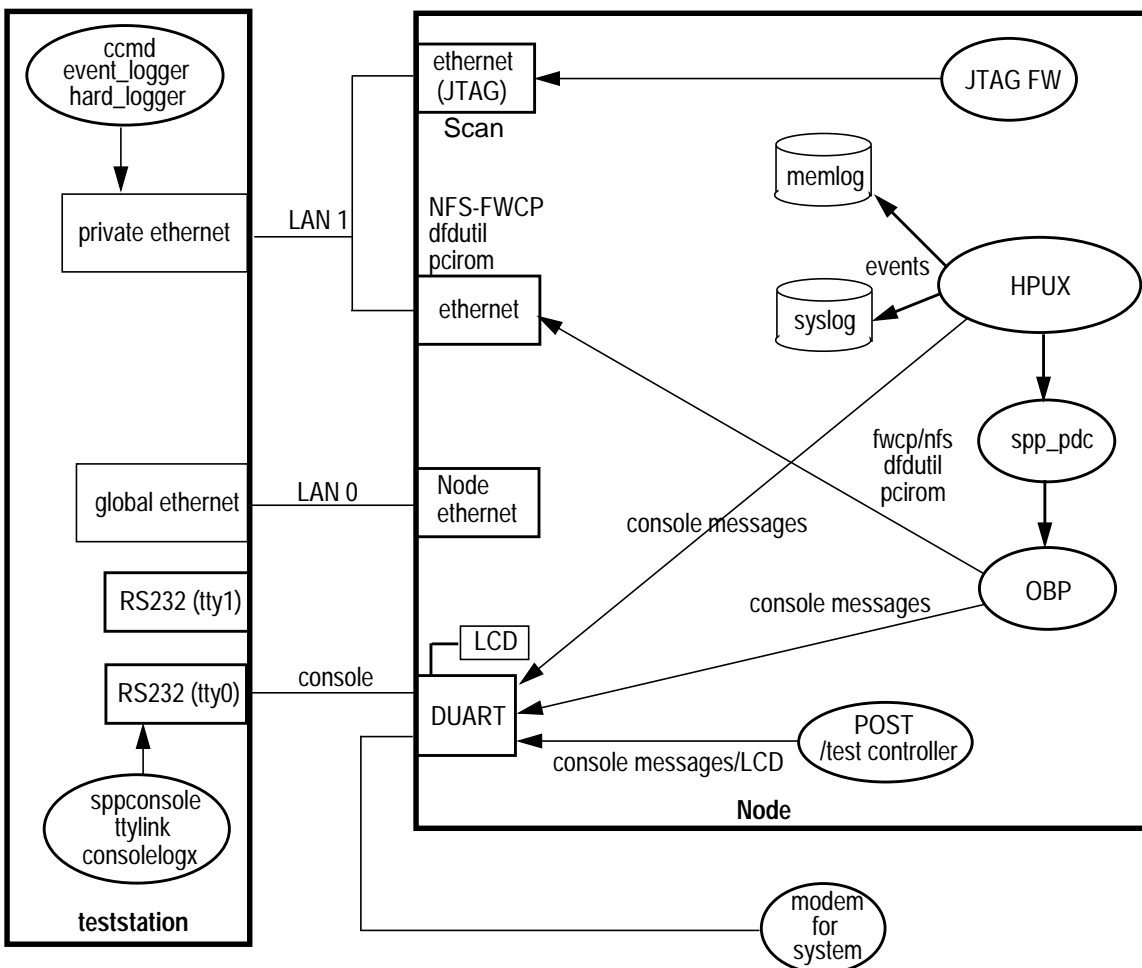 ccmd
event_logger
hard_logger
private ethernet
global ethernet
RS232 (tty1)
RS232 (tty0)
sppconsole
ttylink
consolelogx
teststation
LAN 1
LAN 0
console
ethernet
(JTAG)
Scan
JTAG FW
memlog
NFS-FWCP
dfdutil
pcirom
ethernet
events
HPUX
syslog
spp_pdc
fwcp/nfs
dfdutil
pcirom
Node
ethernet
console messages
OBP
console messages
LCD
DUART
POST
/test controller
console messages/LCD
Node
modem
for
system